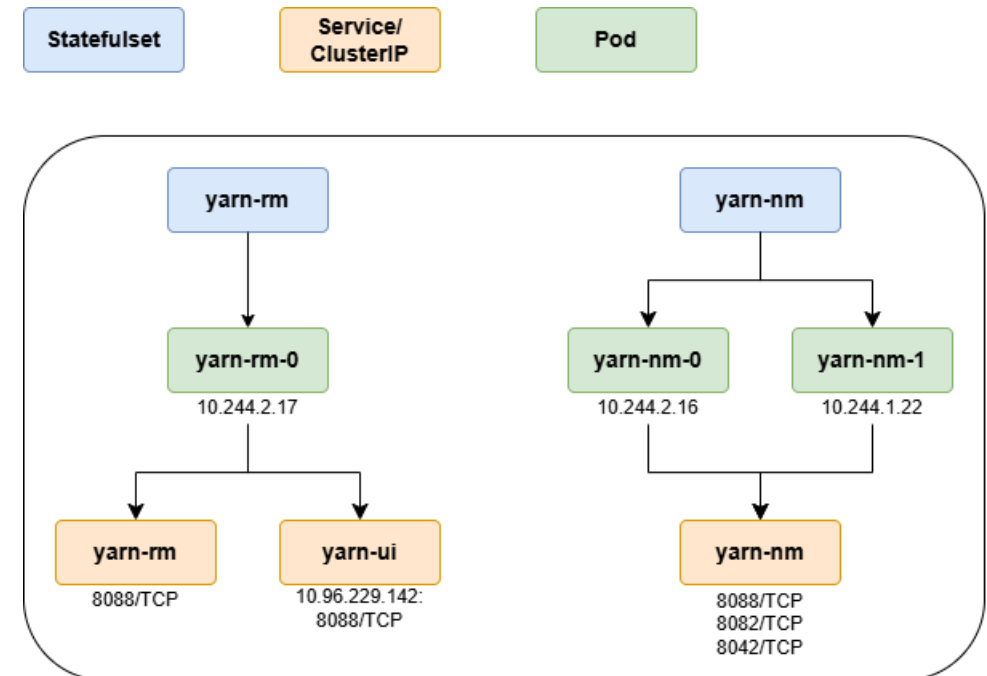 Statefulset
Service/
ClusterIP
Pod
yarn-rm
yarn-nm
yarn-rm-0
yarn-nm-0
yarn-nm-1
10.244.2.17
10.244.2.16
10.244.1.22
yarn-rm
yarn-ui
yarn-nm
8088/TCP
10.96.229.142:
8088/TCP
8088/TCP
8082/TCP
8042/TCP